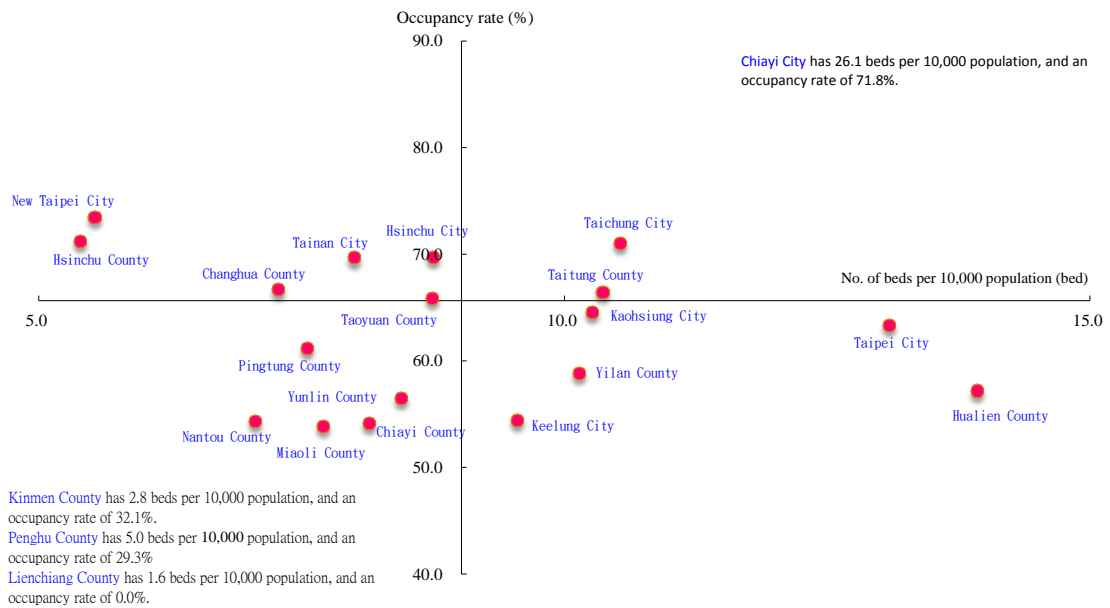 Occupancy rate (%)
90.0
Chiayi City has 26.1 beds per 10,000 population, and an
occupancy rate of 71.8%.
80.0
New Taipei City
Hsinchu City
Taichung City
Tainan City
70.0
Hsinchu County
Changhua County
Taitung County
No. of beds per 10,000 population (bed)
5.0
Taoyuan County
10.0
Kaohsiung City
15.0
Taipei City
60.0
Pingtung County
Yilan County
Yunlin County
Hualien County
Keelung City
Chiayi County
Nantou County
Miaoli County
50.0
Kinmen County has 2.8 beds per 10,000 population, and an
occupancy rate of 32.1%.
Penghu County has 5.0 beds per 10,000 population, and an
occupancy rate of 29.3%
Lienchiang County has 1.6 beds per 10,000 population, and an
occupancy rate of 0.0%.
40.0